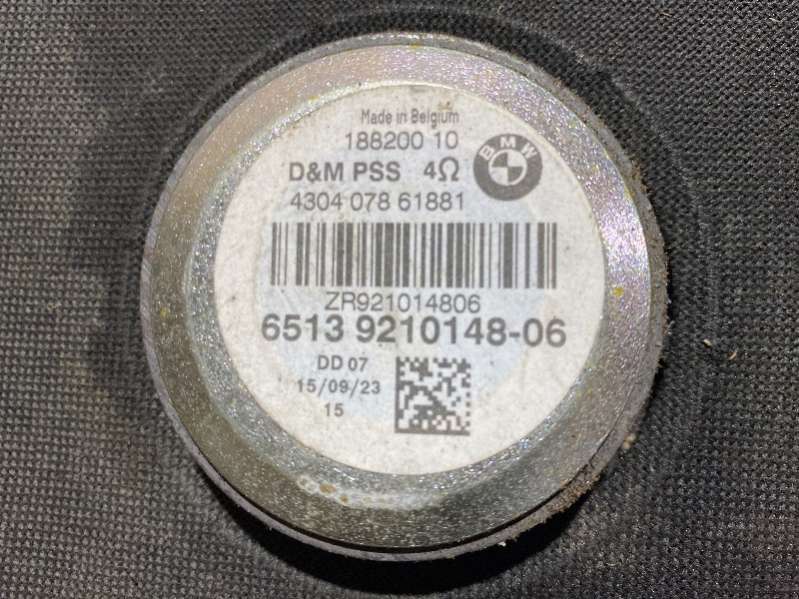 Made in Belgium
188200 10
D&M PSS 4Ω
BMW
4304 078 61881
ZR921014806
6513 9210148-06
DD 07
15/09/23
15